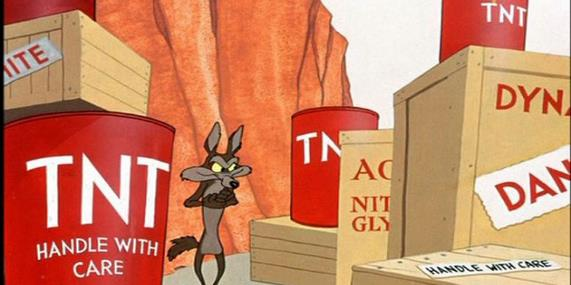 TNT
ITE
TNT
HANDLE WITH
CARE
TN
AC
NIT
GLY
DYN
DAN
HANDLE WITH CARE